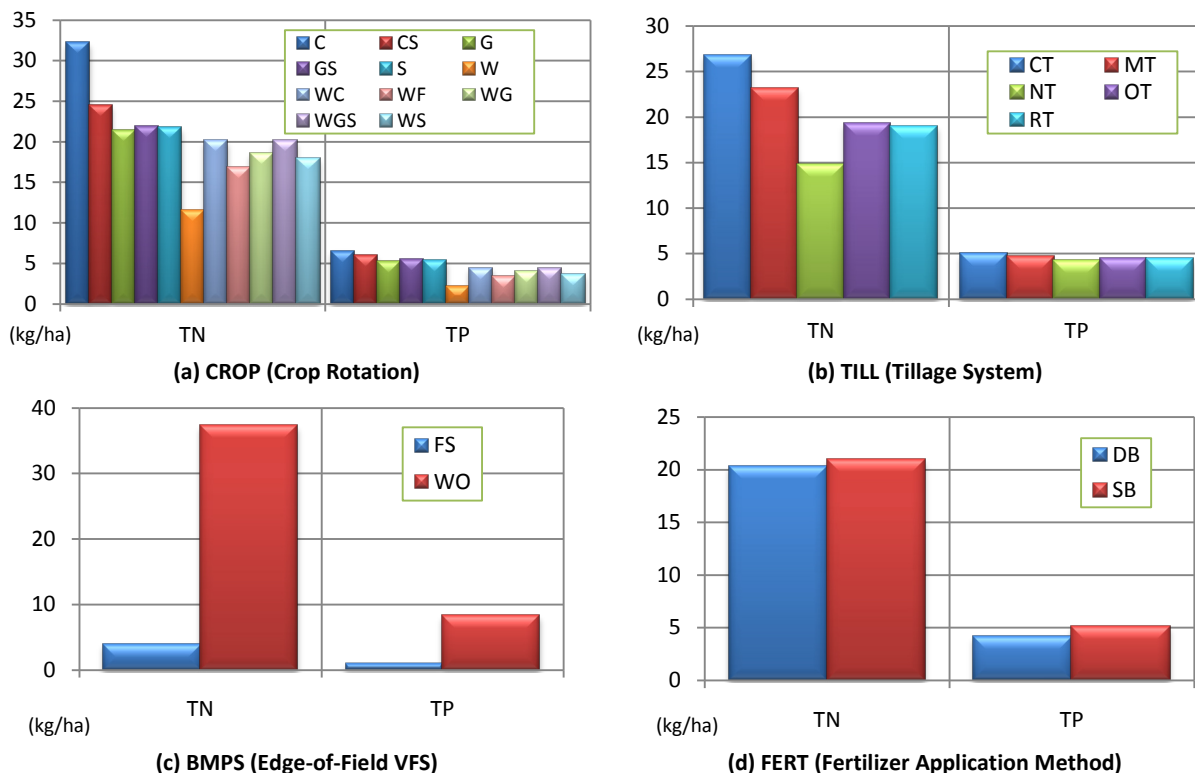 35
30
25
20
15
10
5
0
C CS G
GS S W
WC WF WG
WGS WS
(kg/ha) TN TP
(a) CROP (Crop Rotation)
30
25
20
15
10
5
0
CT MT
NT OT
RT
(kg/ha) TN TP
(b) TILL (Tillage System)
40
30
20
10
0
FS
WO
TN TP
(kg/ha)
(c) BMPS (Edge-of-Field VFS)
25
20
15
10
5
0
DB
SB
TN TP
(kg/ha)
(d) FERT (Fertilizer Application Method)